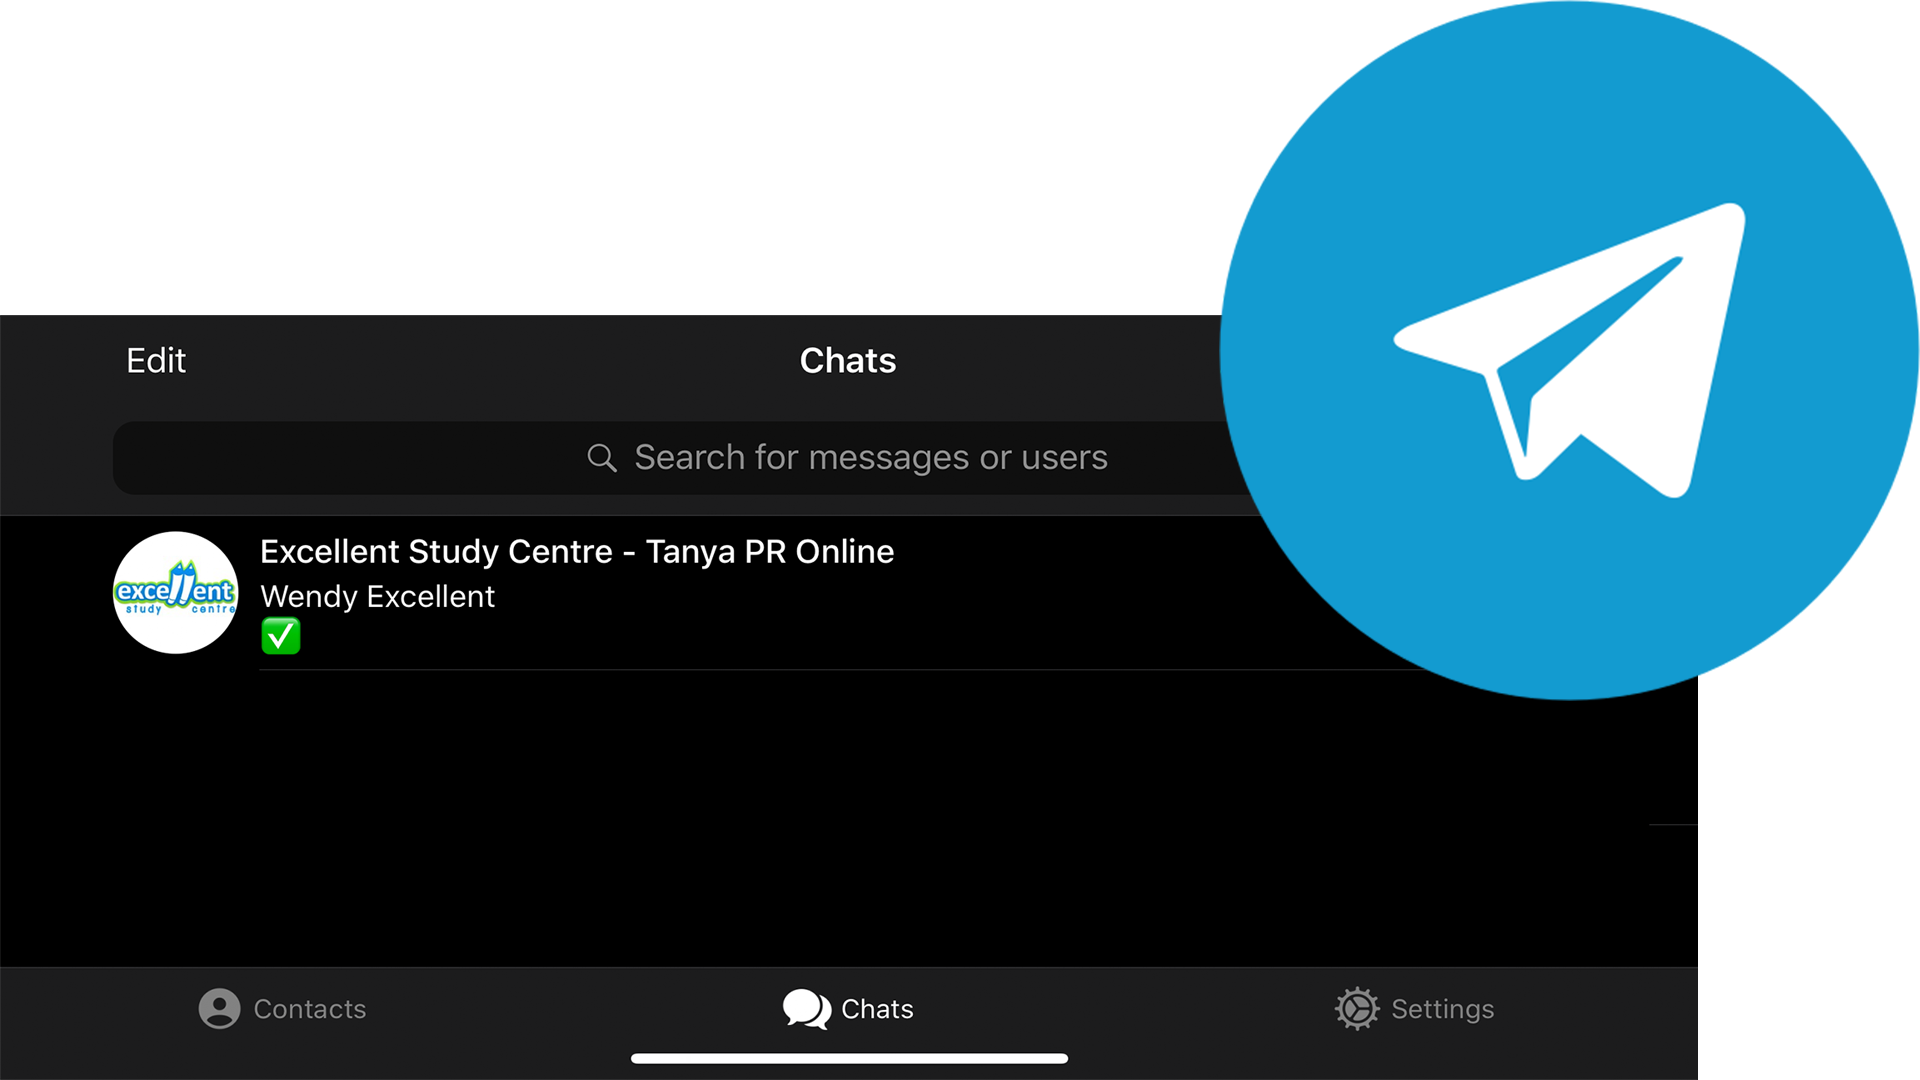 Edit
Chats
Search for messages or users
Excellent Study Centre - Tanya PR Online
excellent
study centre
Wendy Excellent
Contacts
Chats
Settings